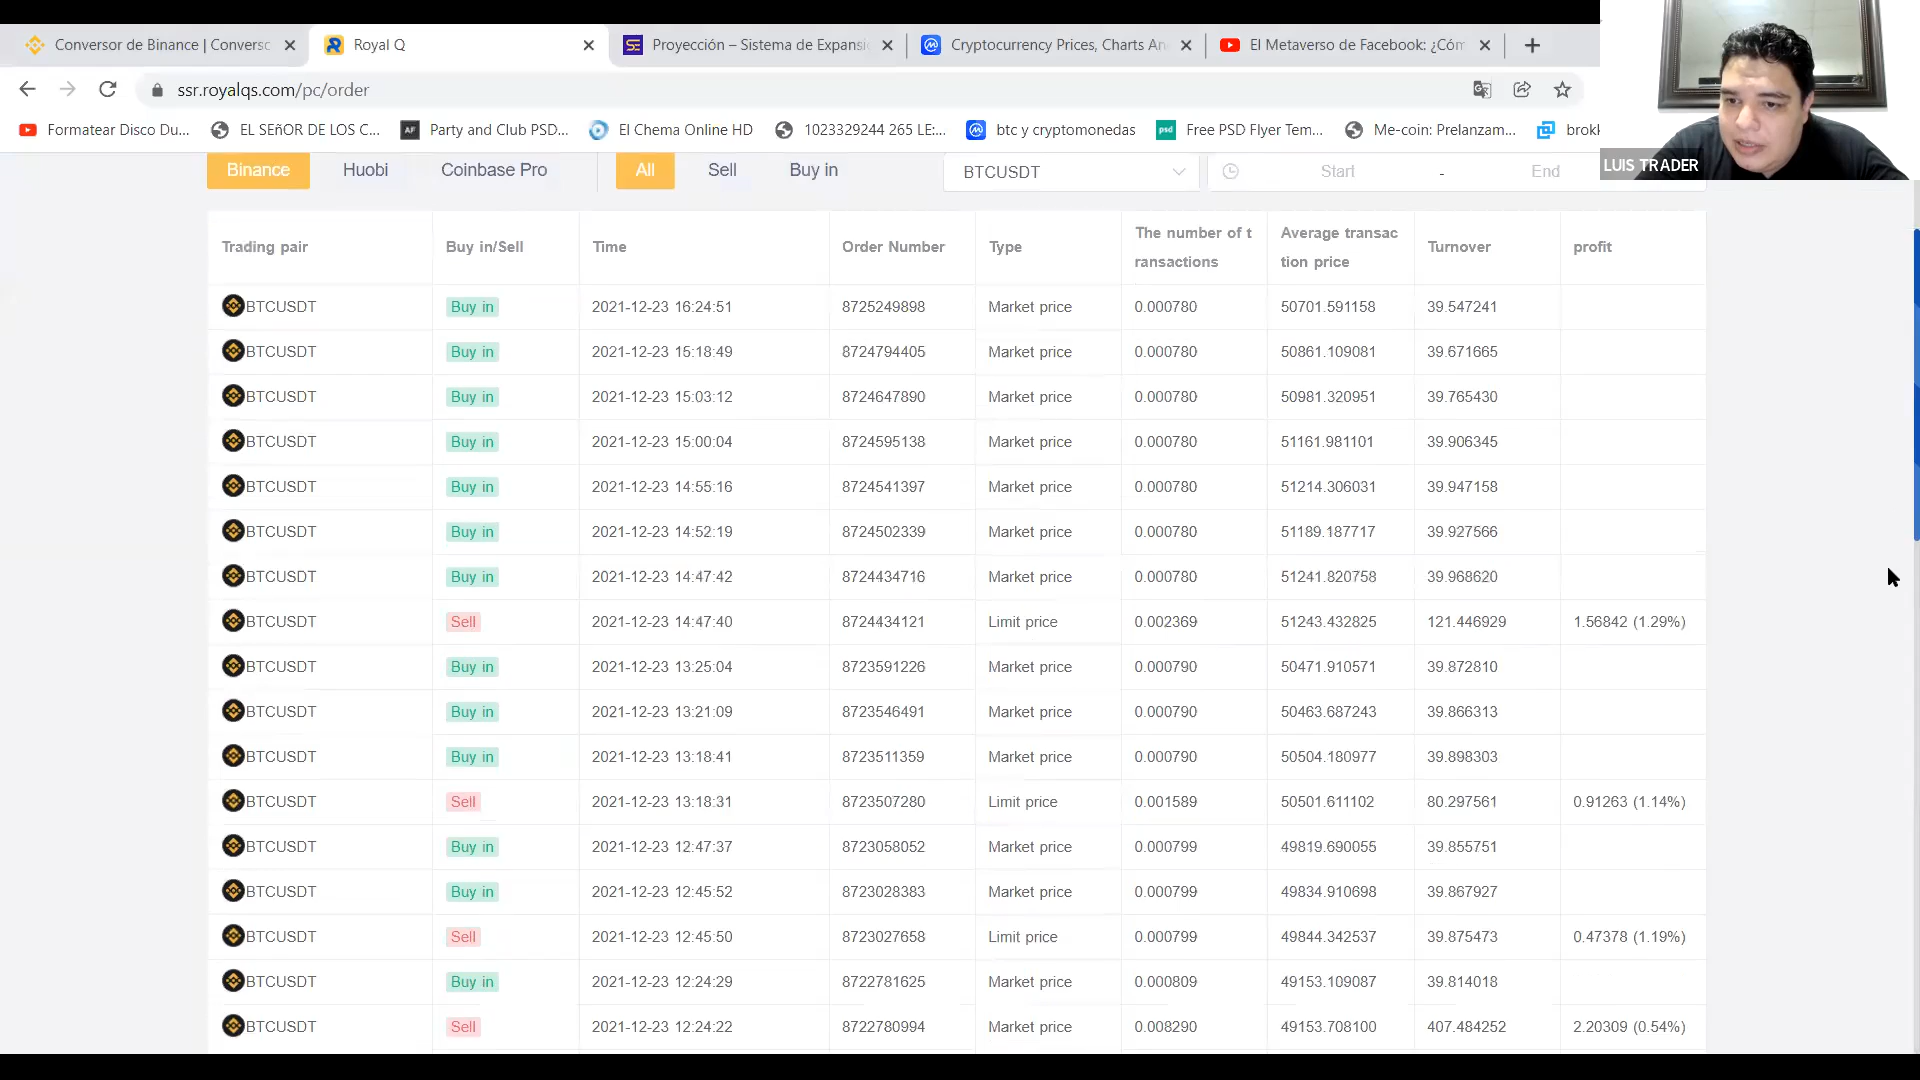 Conversor de Binance | Converso
Royal Q
Proyección – Sistema de Expansi
Cryptocurrency Prices, Charts An
El Metaverso de Facebook: ¿Cóm
ssr.royalqs.com/pc/order
Formatear Disco Du...
EL SEñOR DE LOS C...
AF
Party and Club PSD...
El Chema Online HD
1023329244 265 LE:...
btc y cryptomonedas
psd
Free PSD Flyer Tem...
Me-coin: Prelanzam...
brokk
LUIS TRADER
Binance Huobi Coinbase Pro All Sell Buy in BTCUSDT Start - End
Trading pair Buy in/Sell Time Order Number Type The number of t
ransactions Average transac
tion price Turnover profit
BTCUSDT Buy in 2021-12-23 16:24:51 8725249898 Market price 0.000780 50701.591158 39.547241
BTCUSDT Buy in 2021-12-23 15:18:49 8724794405 Market price 0.000780 50861.109081 39.671665
BTCUSDT Buy in 2021-12-23 15:03:12 8724647890 Market price 0.000780 50981.320951 39.765430
BTCUSDT Buy in 2021-12-23 15:00:04 8724595138 Market price 0.000780 51161.981101 39.906345
BTCUSDT Buy in 2021-12-23 14:55:16 8724541397 Market price 0.000780 51214.306031 39.947158
BTCUSDT Buy in 2021-12-23 14:52:19 8724502339 Market price 0.000780 51189.187717 39.927566
BTCUSDT Buy in 2021-12-23 14:47:42 8724434716 Market price 0.000780 51241.820758 39.968620
BTCUSDT Sell 2021-12-23 14:47:40 8724434121 Limit price 0.002369 51243.432825 121.446929 1.56842 (1.29%)
BTCUSDT Buy in 2021-12-23 13:25:04 8723591226 Market price 0.000790 50471.910571 39.872810
BTCUSDT Buy in 2021-12-23 13:21:09 8723546491 Market price 0.000790 50463.687243 39.866313
BTCUSDT Buy in 2021-12-23 13:18:41 8723511359 Market price 0.000790 50504.180977 39.898303
BTCUSDT Sell 2021-12-23 13:18:31 8723507280 Limit price 0.001589 50501.611102 80.297561 0.91263 (1.14%)
BTCUSDT Buy in 2021-12-23 12:47:37 8723058052 Market price 0.000799 49819.690055 39.855751
BTCUSDT Buy in 2021-12-23 12:45:52 8723028383 Market price 0.000799 49834.910698 39.867927
BTCUSDT Sell 2021-12-23 12:45:50 8723027658 Limit price 0.000799 49844.342537 39.875473 0.47378 (1.19%)
BTCUSDT Buy in 2021-12-23 12:24:29 8722781625 Market price 0.000809 49153.109087 39.814018
BTCUSDT Sell 2021-12-23 12:24:22 8722780994 Market price 0.008290 49153.708100 407.484252 2.20309 (0.54%)